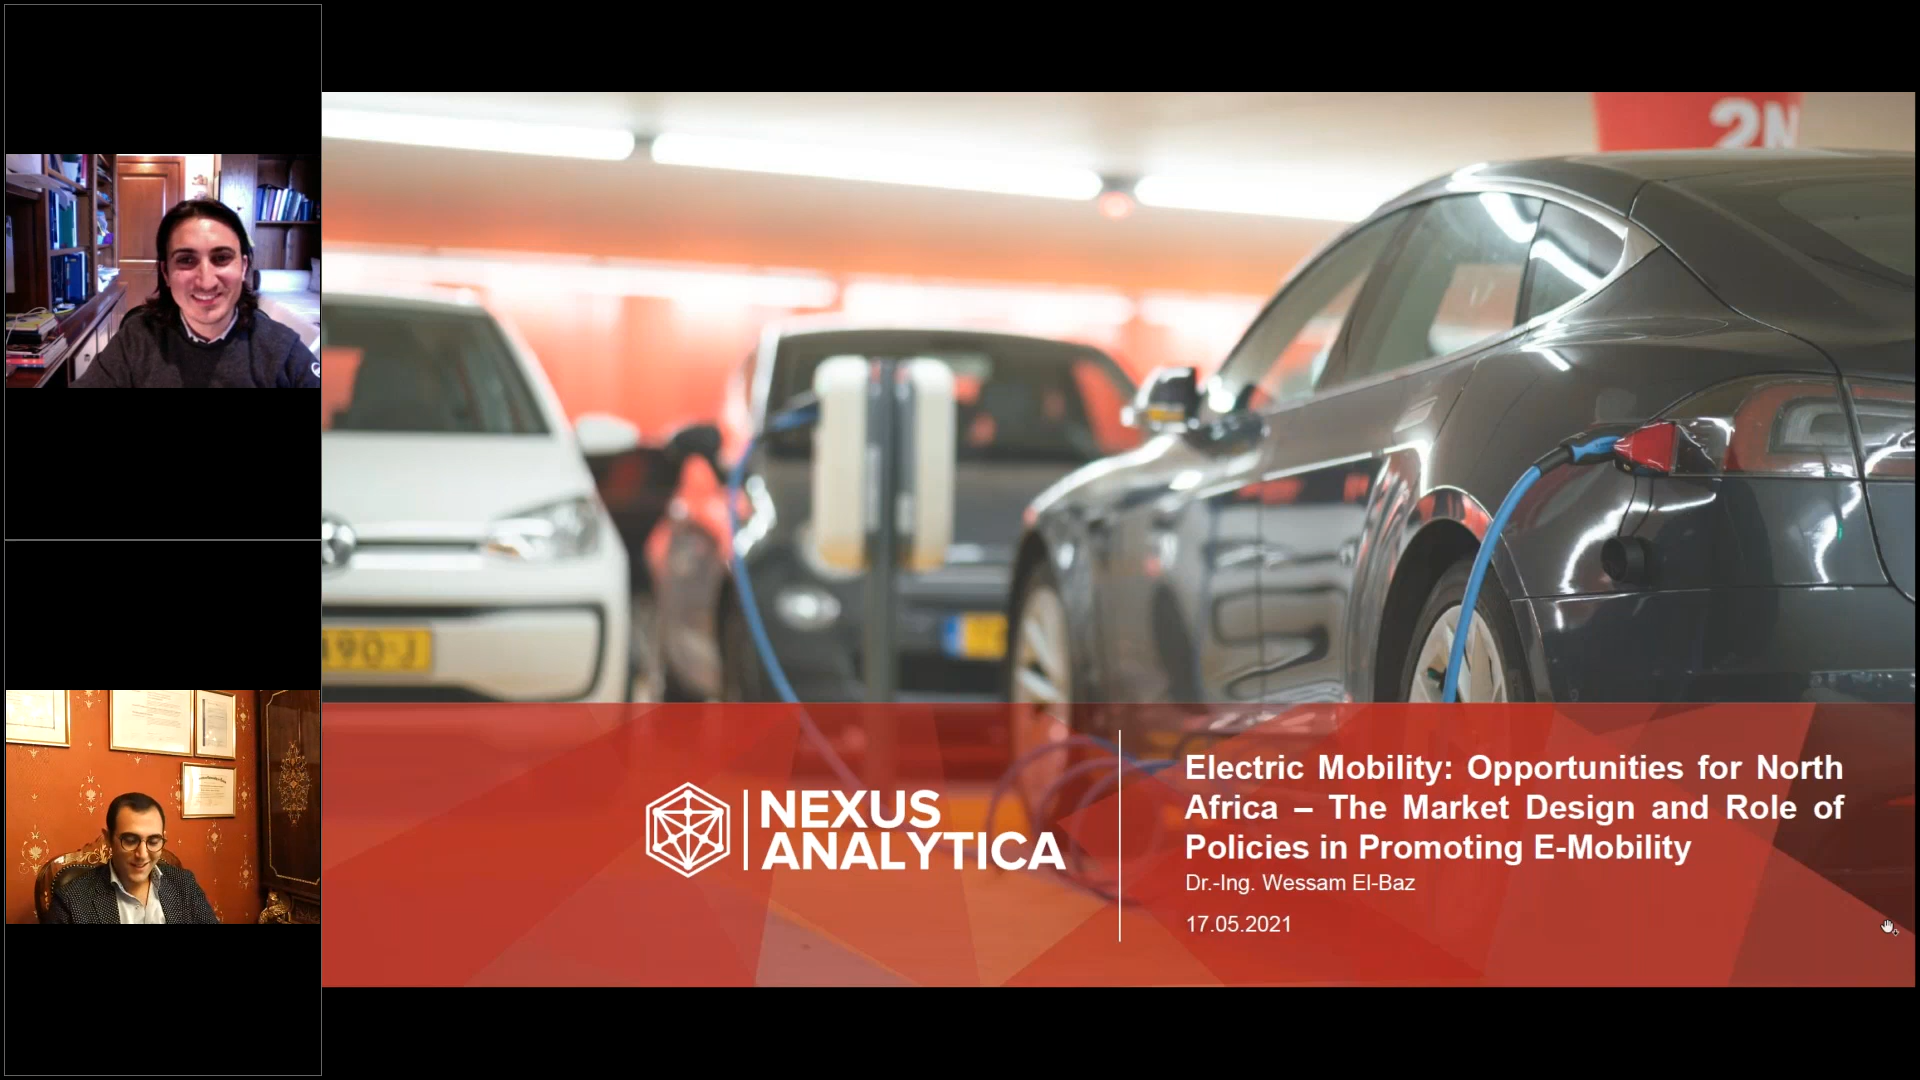 2N
90-J
NEXUS
ANALYTICA
Electric Mobility: Opportunities for North
Africa – The Market Design and Role of
Policies in Promoting E-Mobility
Dr.-Ing. Wessam El-Baz
17.05.2021